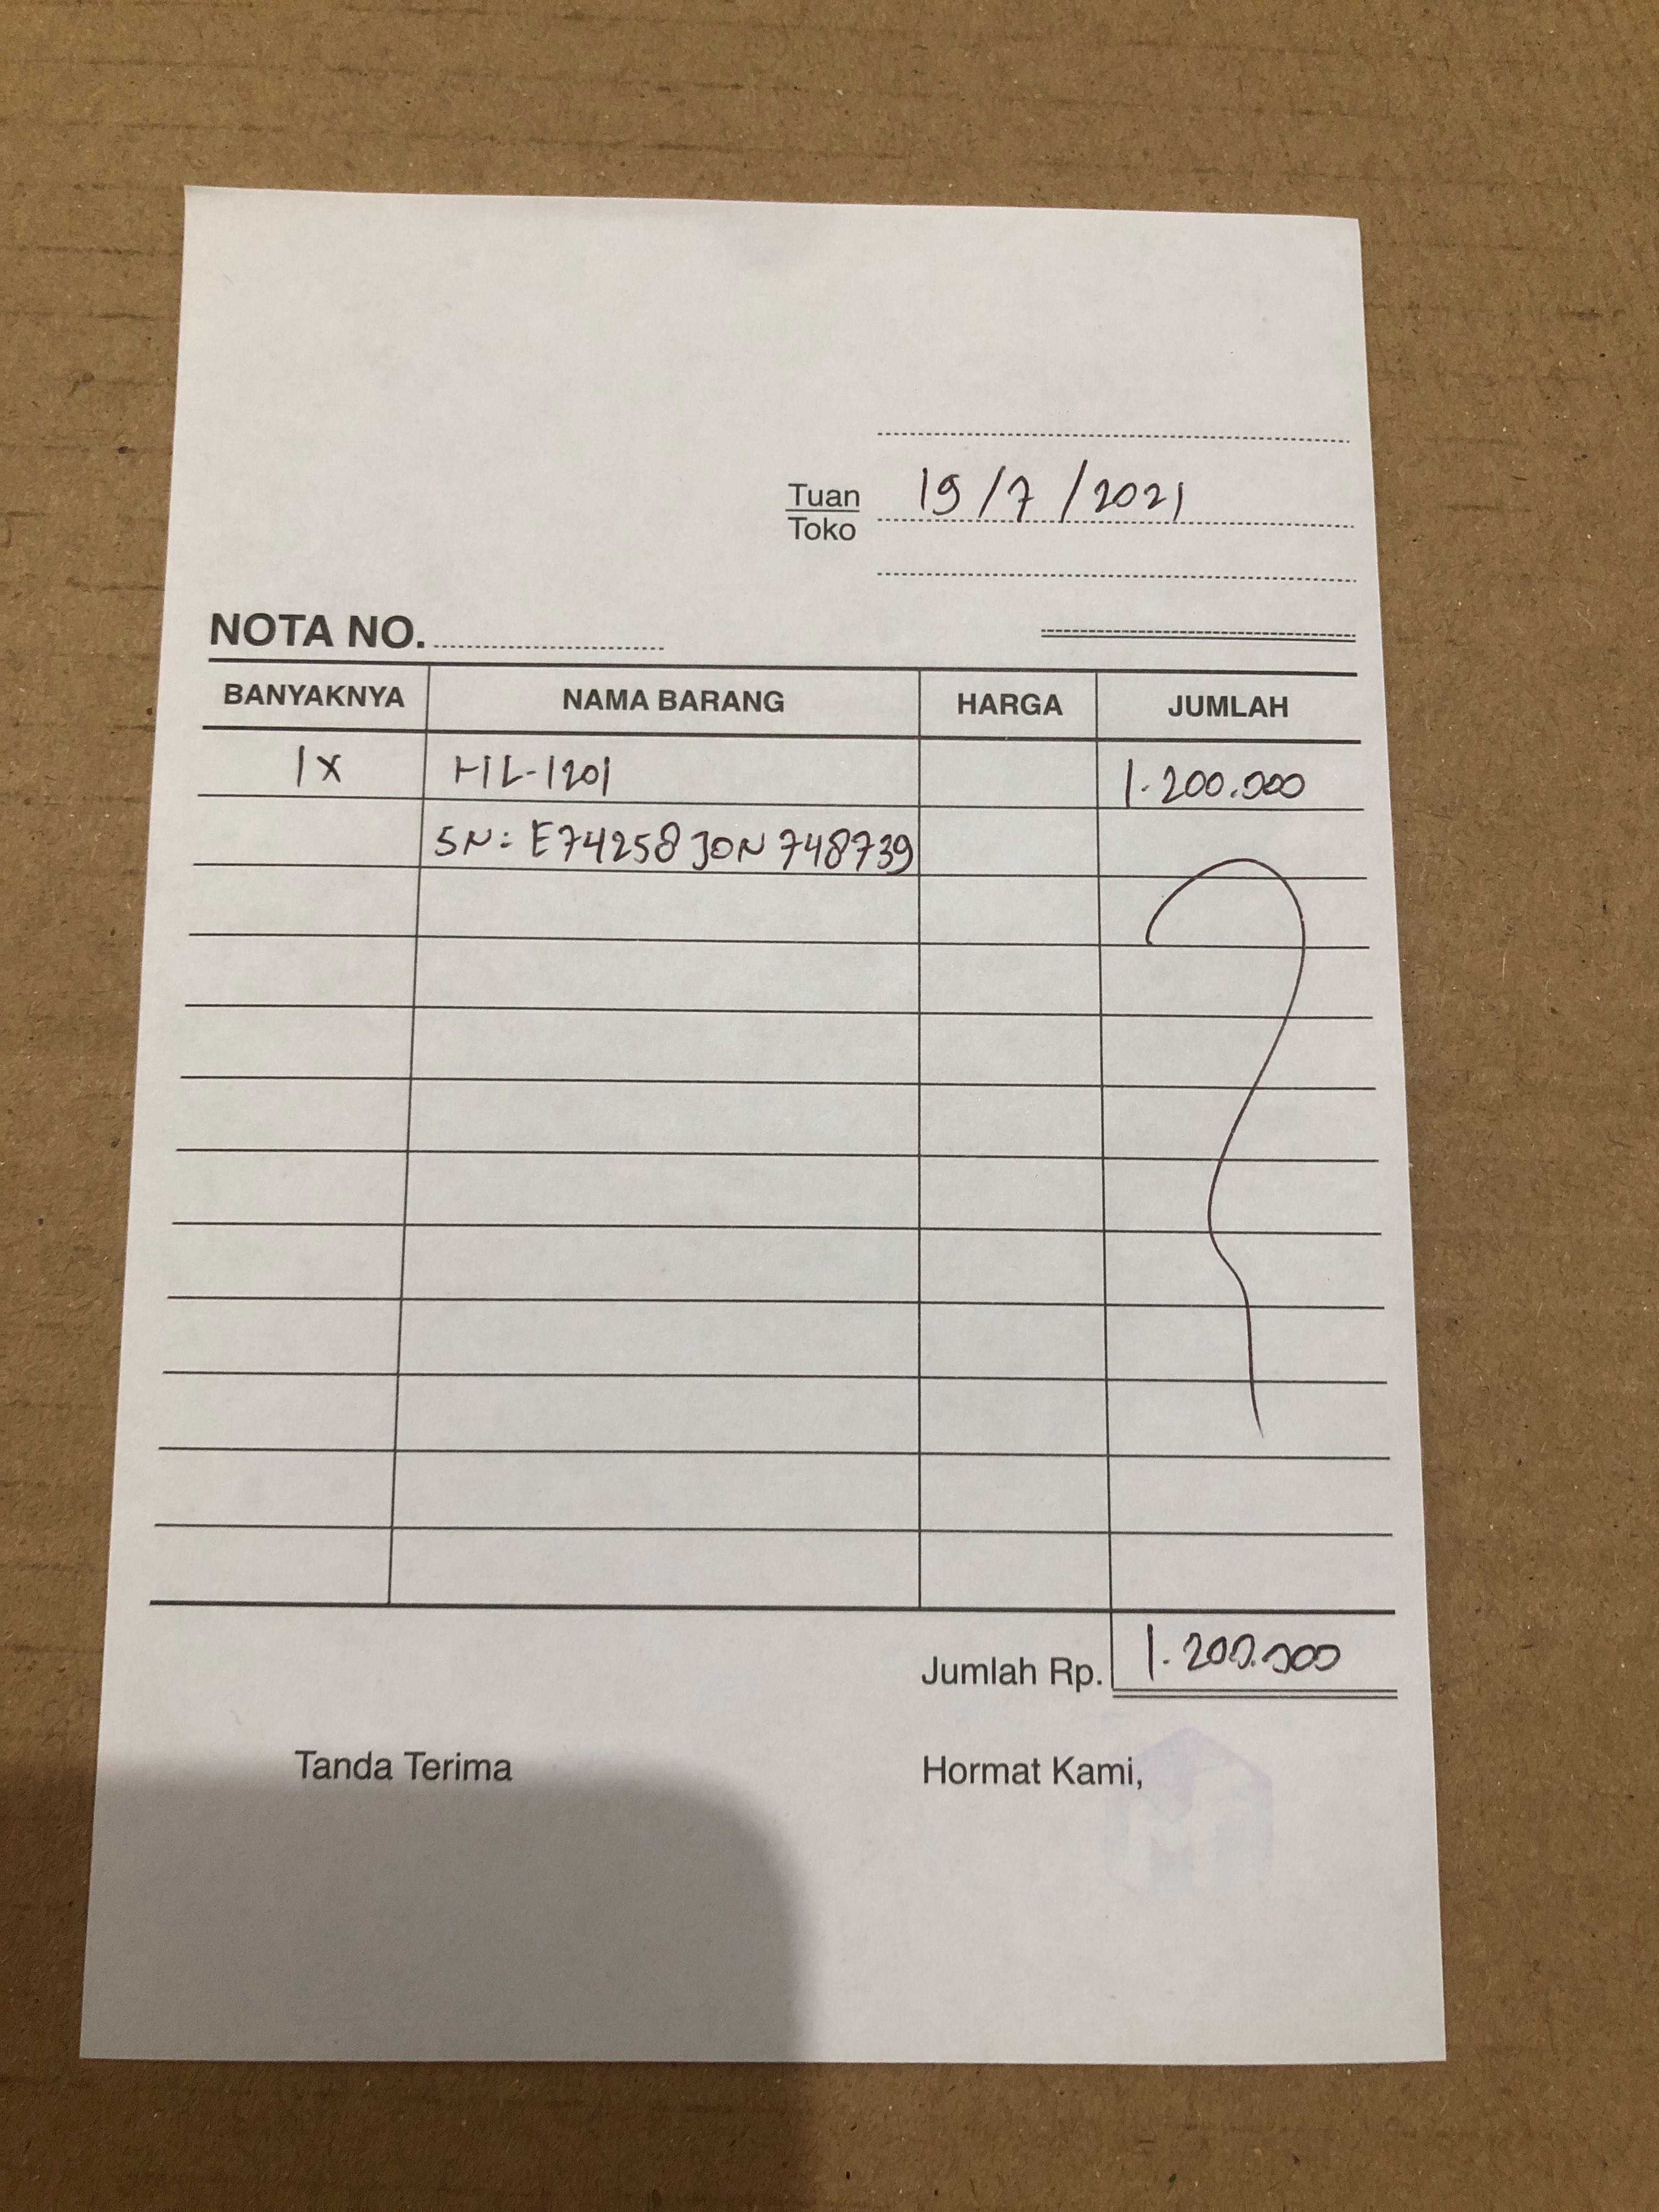 Tuan
Toko
19/7/2021
NOTA NO.
BANYAKNYA NAMA BARANG HARGA JUMLAH
1x HL-1201 1.200.000
SN: E74258J0N748739
Jumlah Rp. 1.200.000
Tanda Terima Hormat Kami,